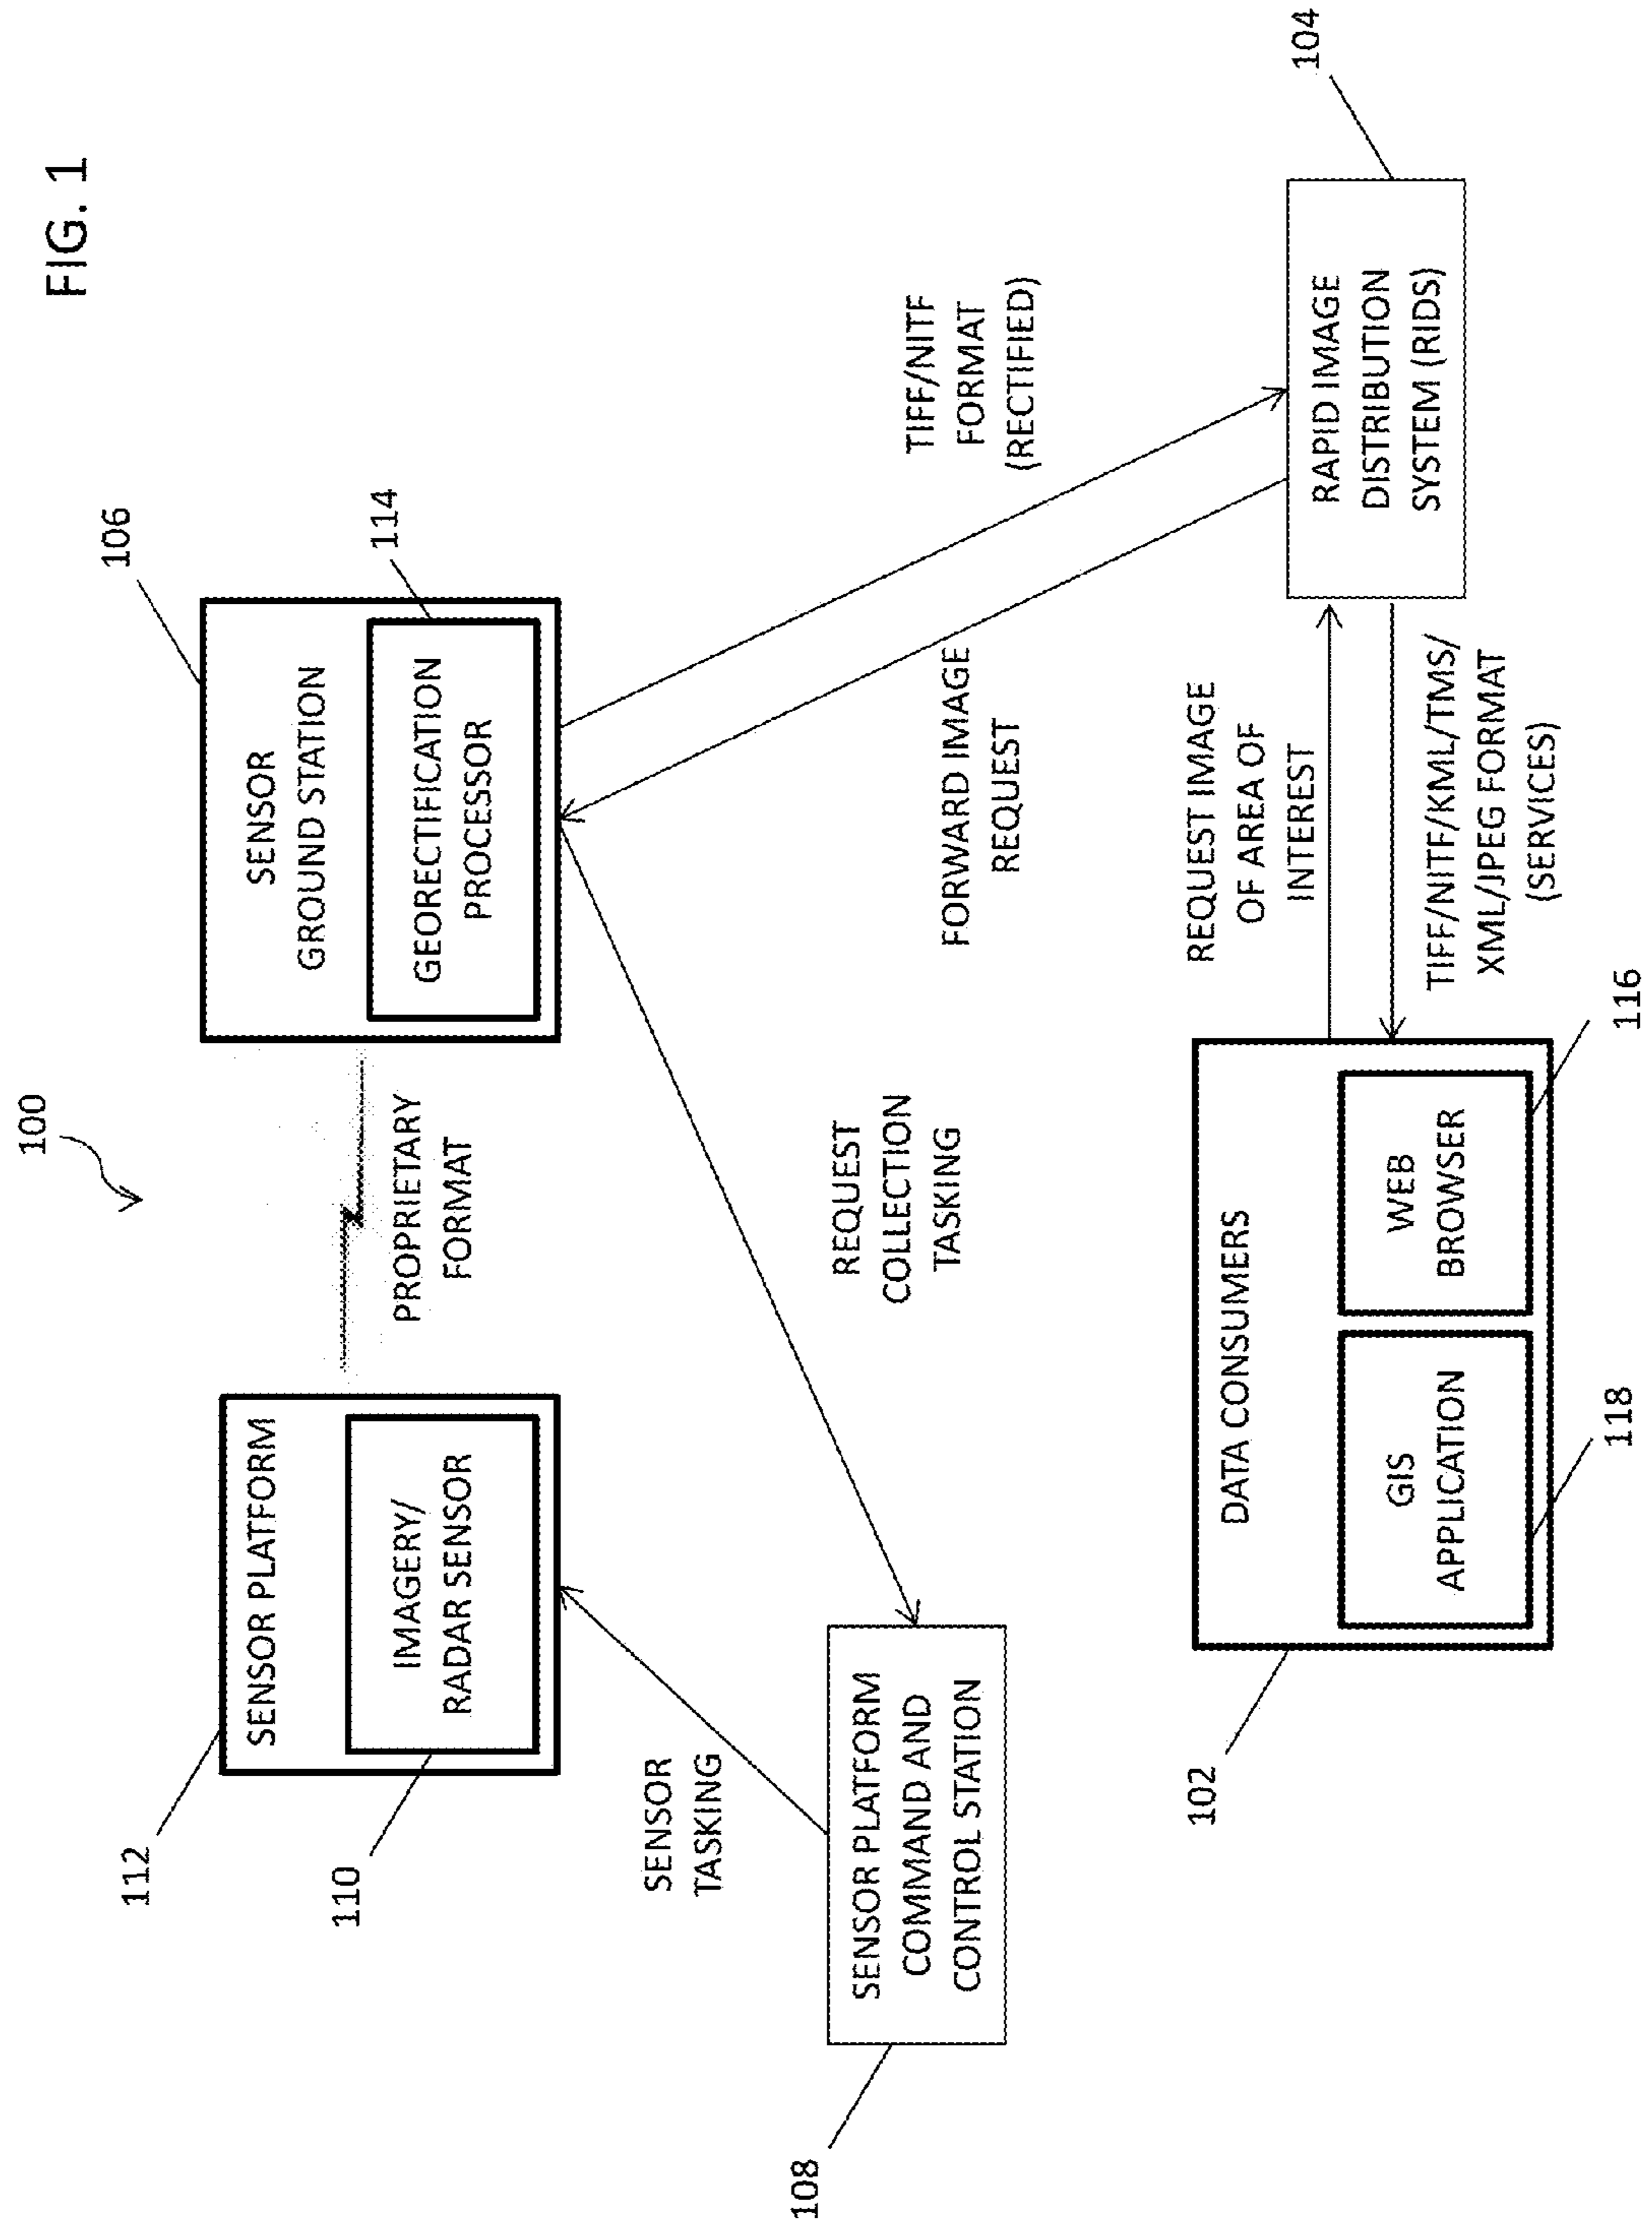 FIG. 1
100
112
SENSOR PLATFORM
110
IMAGERY/
RADAR SENSOR
PROPRIETARY
FORMAT
106
SENSOR
GROUND STATION
114
GEORECTIFICATION
PROCESSOR
SENSOR
TASKING
REQUEST
COLLECTION
TASKING
FORWARD IMAGE
REQUEST
TIFF/NITF
FORMAT
(RECTIFIED)
108
SENSOR PLATFORM
COMMAND AND
CONTROL STATION
102
DATA CONSUMERS
GIS
APPLICATION
118
WEB
BROWSER
116
REQUEST IMAGE
OF AREA OF
INTEREST
TIFF/NITF/KML/TMS/
XML/JPEG FORMAT
(SERVICES)
104
RAPID IMAGE
DISTRIBUTION
SYSTEM (RIDS)